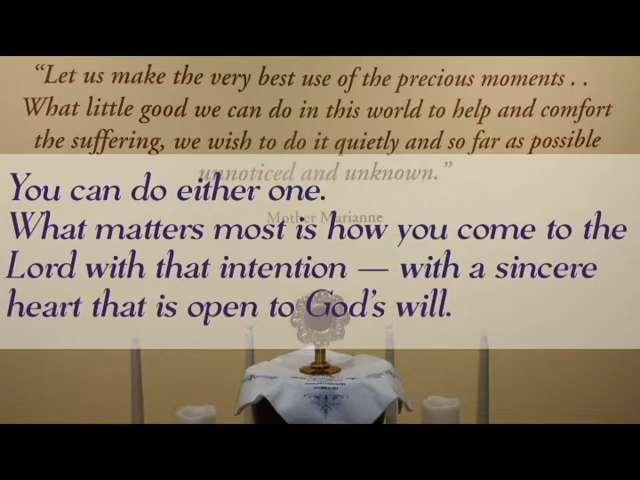 “Let us make the very best use of the precious moments . .
What little good we can do in this world to help and comfort
the suffering, we wish to do it quietly and so far as possible
unnoticed and unknown.”
Mother Marianne
You can do either one.
What matters most is how you come to the
Lord with that intention — with a sincere
heart that is open to God’s will.